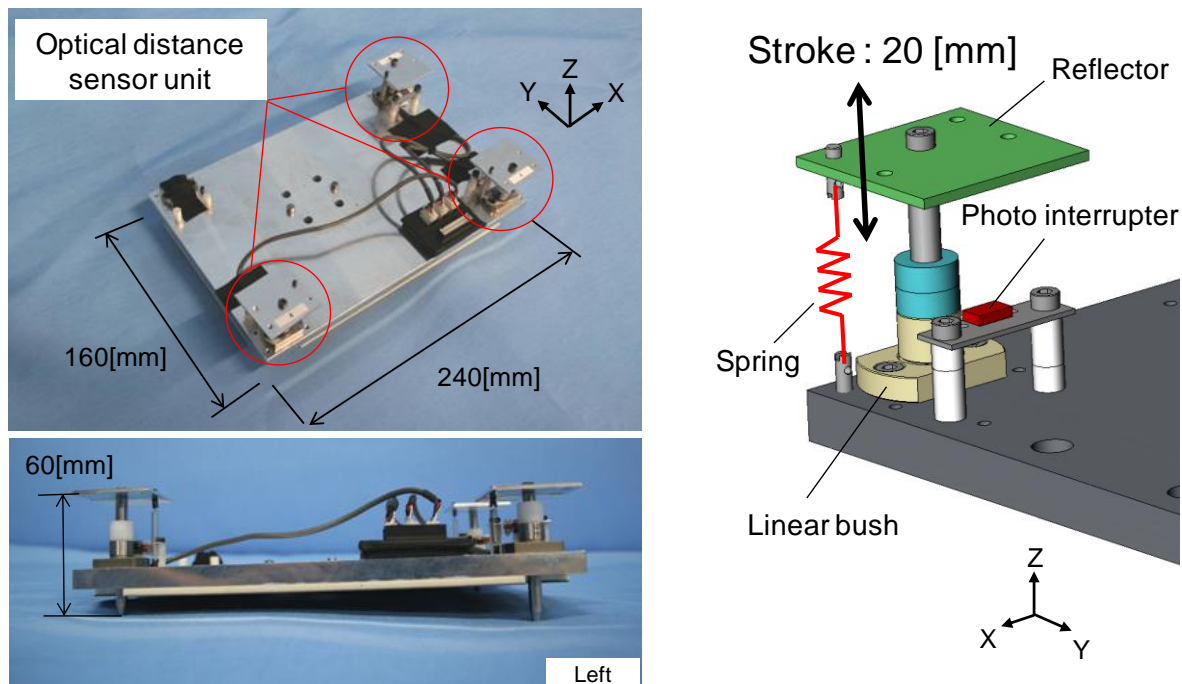 Optical distance
sensor unit
Z
Y
X
160[mm]
240[mm]
60[mm]
Left
Stroke : 20 [mm]
Reflector
Photo interrupter
Spring
Linear bush
Z
X
Y